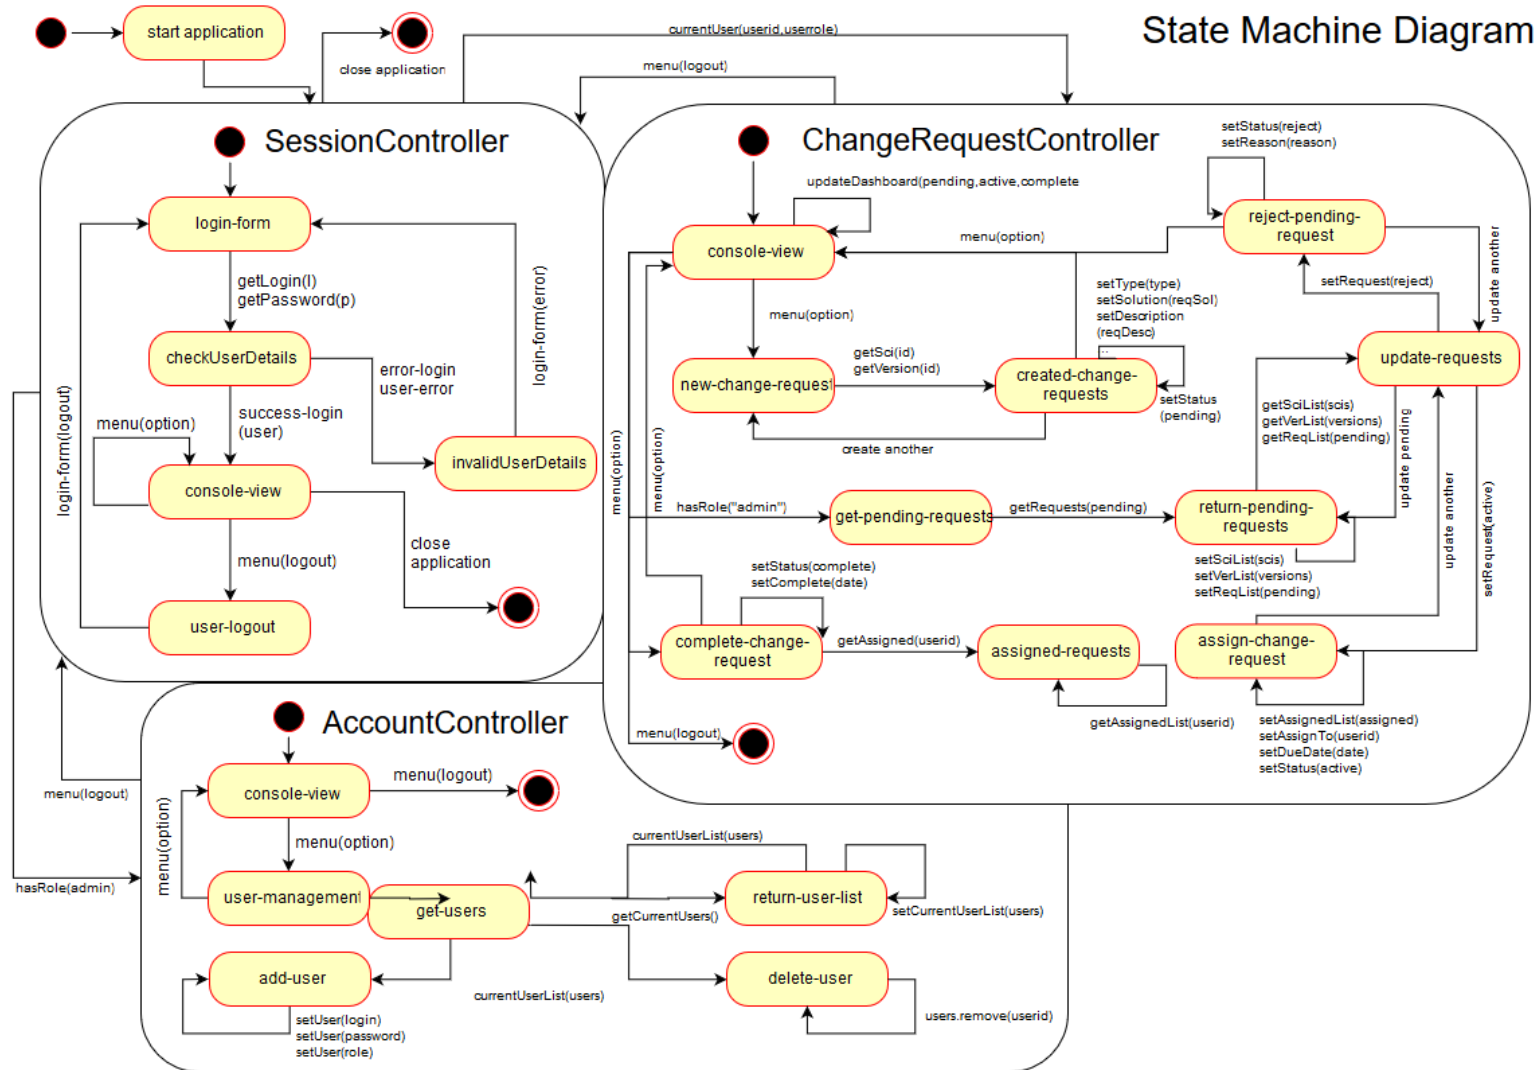 State Machine Diagram
start application
close application
currentUser(userid,userrole)
menu(logout)
SessionController
login-form
getLogin(l)
getPassword(p)
checkUserDetails
error-login
user-error
login-form(error)
login-form(logout)
success-login
(user)
menu(option)
invalidUserDetails
console-view
close
application
menu(logout)
user-logout
ChangeRequestController
updateDashboard(pending,active,complete
console-view
menu(option)
menu(option)
setStatus(reject)
setReason(reason)
reject-pending-
request
update another
setRequest(reject)
setType(type)
setSolution(reqSol)
setDescription
(reqDesc)
..
new-change-request
getSci(id)
getVersion(id)
created-change-
requests
setStatus
(pending)
create another
update-requests
getSciList(scis)
getVerList(versions)
getReqList(pending)
update pending
menu(option)
menu(option)
hasRole("admin")
get-pending-requests
getRequests(pending)
return-pending-
requests
setSciList(scis)
setVerList(versions)
setReqList(pending)
update another
setRequest(active)
setStatus(complete)
setComplete(date)
complete-change-
request
getAssigned(userid)
assigned-requests
getAssignedList(userid)
assign-change-
request
setAssignedList(assigned)
setAssignTo(userid)
setDueDate(date)
setStatus(active)
menu(logout)
AccountController
menu(logout)
hasRole(admin)
console-view
menu(logout)
menu(option)
menu(option)
user-management
get-users
currentUserList(users)
getCurrentUsers()
return-user-list
setCurrentUserList(users)
add-user
setUser(login)
setUser(password)
setUser(role)
currentUserList(users)
delete-user
users.remove(userid)